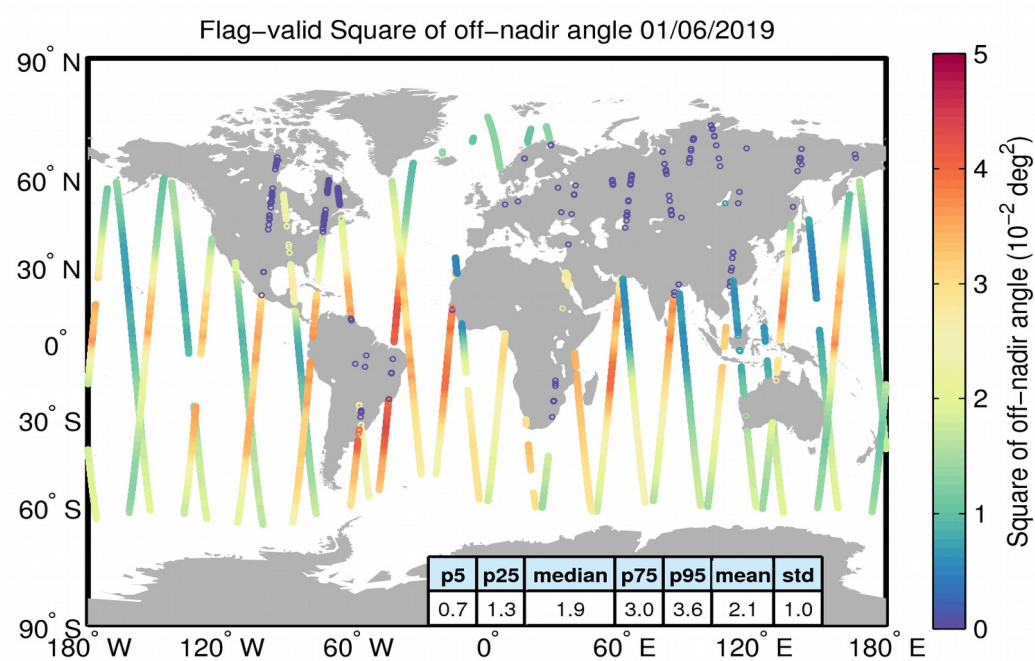 Flag−valid Square of off−nadir angle 01/06/2019
90° N
60° N
30° N
0°
30° S
60° S
90° S
180° W
120° W
60° W
0°
60° E
120° E
180° E
p5 p25 median p75 p95 mean std
0.7 1.3 1.9 3.0 3.6 2.1 1.0
5
4
3
2
1
0
Square of off−nadir angle (10⁻² deg²)